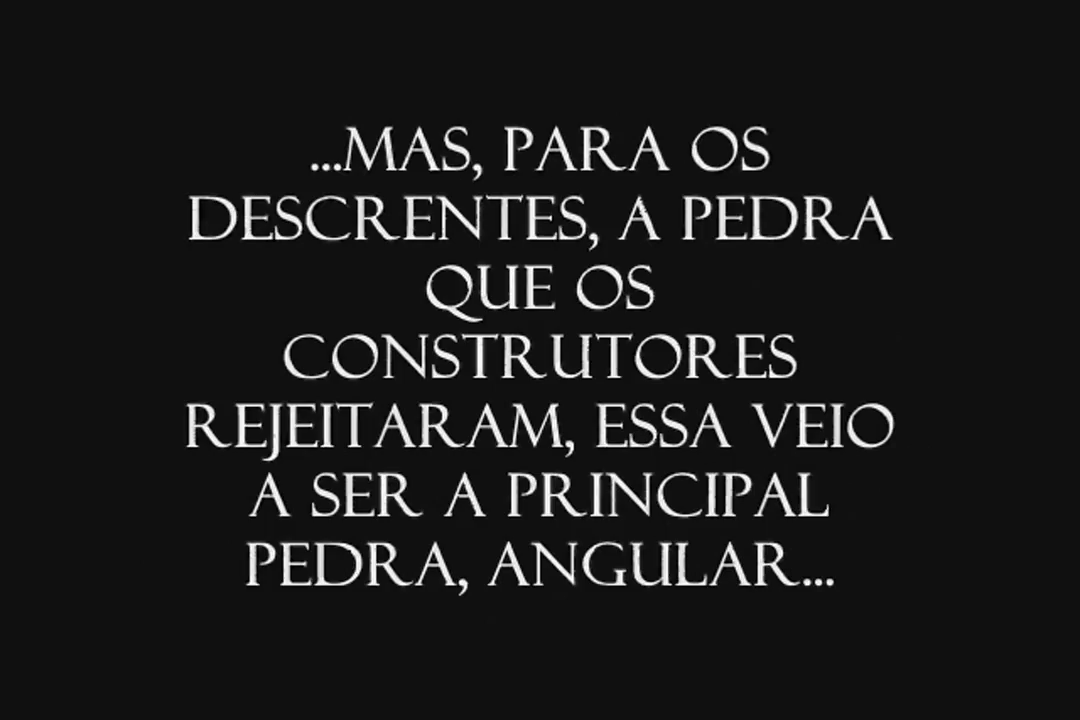 ...MAS, PARA OS
DESCRENTES, A PEDRA
QUE OS
CONSTRUTORES
REJEITARAM, ESSA VEIO
A SER A PRINCIPAL
PEDRA, ANGULAR...